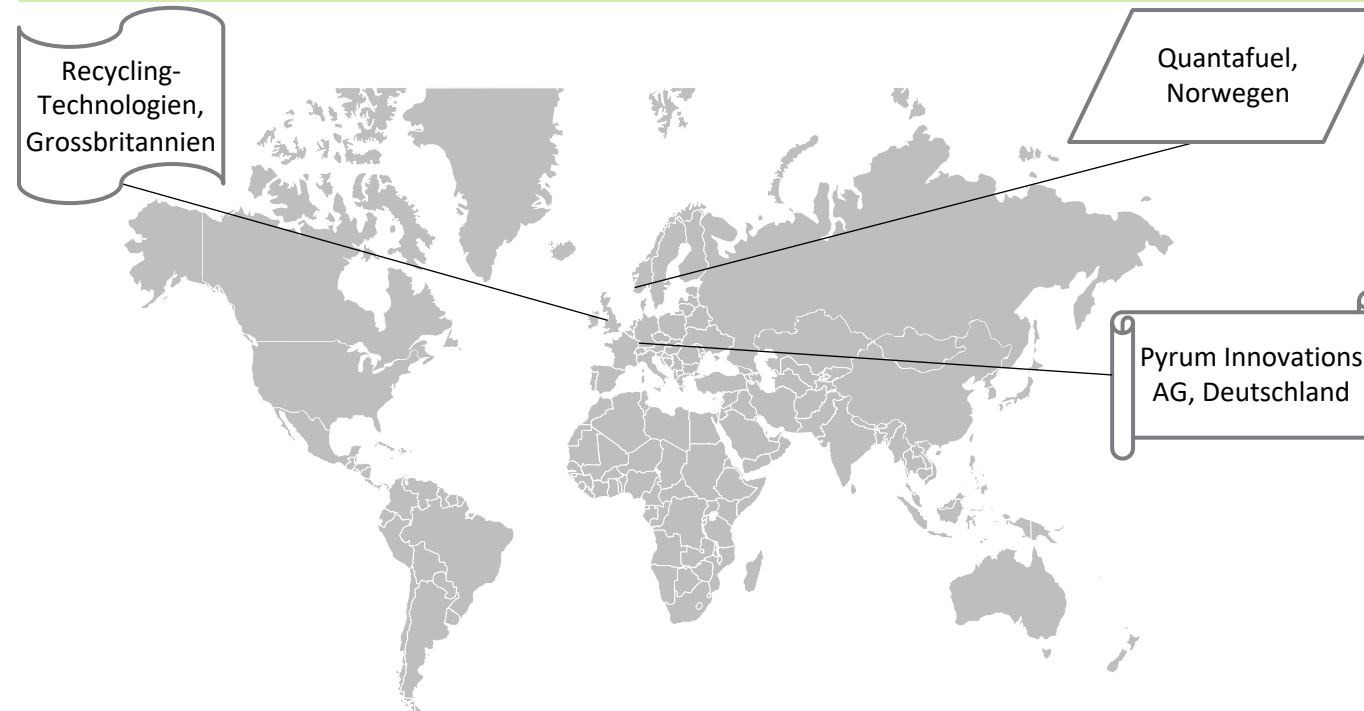 Recycling-
Technologien,
Grossbritannien
Quantafuel,
Norwegen
Pyrum Innovations
AG, Deutschland